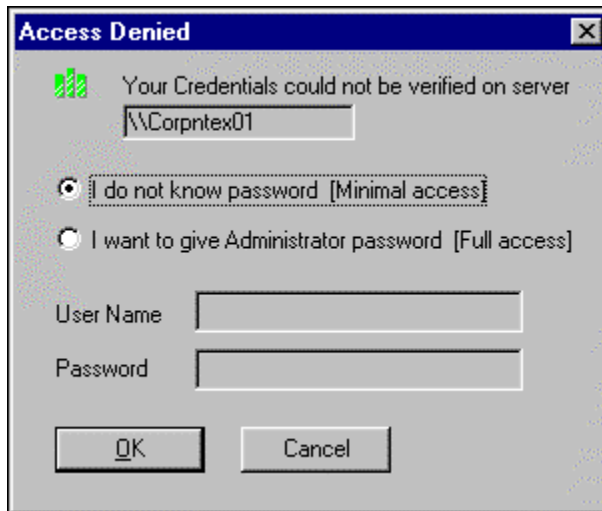 Access Denied
Your Credentials could not be verified on server
\\Corpntex01
I do not know password [Minimal access]
I want to give Administrator password [Full access]
User Name
Password
OK Cancel